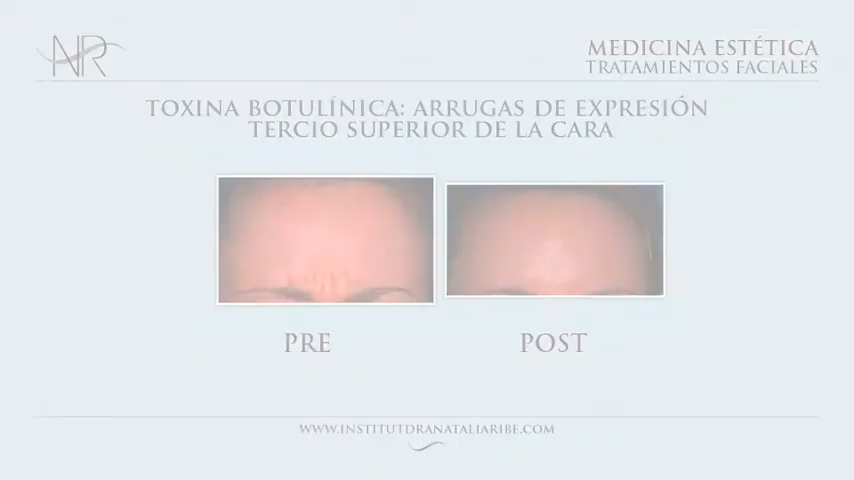 NR
MEDICINA ESTÉTICA
TRATAMIENTOS FACIALES
TOXINA BOTULÍNICA: ARRUGAS DE EXPRESIÓN
TERCIO SUPERIOR DE LA CARA
PRE
POST
WWW.INSTITUTDRANATALIARIBE.COM